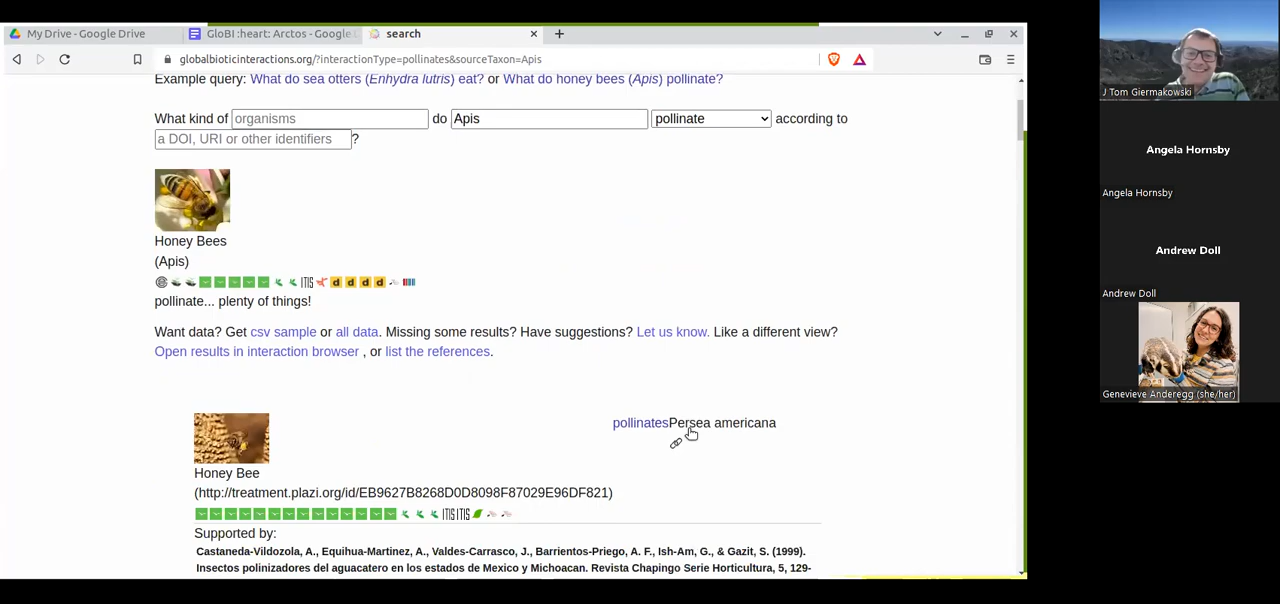 My Drive - Google Drive
GloBI :heart: Arctos - Google
search
globalbioticinteractions.org/?interactionType=pollinates&sourceTaxon=Apis
Example query: What do sea otters (Enhydra lutris) eat? or What do honey bees (Apis) pollinate?
What kind of organisms do Apis pollinate according to
a DOI, URI or other identifiers ?
Honey Bees
(Apis)
ITIS d d d d
pollinate... plenty of things!
Want data? Get csv sample or all data. Missing some results? Have suggestions? Let us know. Like a different view?
Open results in interaction browser , or list the references.
pollinatesPersea americana
Honey Bee
(http://treatment.plazi.org/id/EB9627B8268D0D8098F87029E96DF821)
ITIS ITIS
Supported by:
Castaneda-Vildozola, A., Equihua-Martinez, A., Valdes-Carrasco, J., Barrientos-Priego, A. F., Ish-Am, G., & Gazit, S. (1999).
Insectos polinizadores del aguacatero en los estados de Mexico y Michoacan. Revista Chapingo Serie Horticultura, 5, 129-
J Tom Giermakowski
Angela Hornsby
Angela Hornsby
Andrew Doll
Andrew Doll
Genevieve Anderegg (she/her)